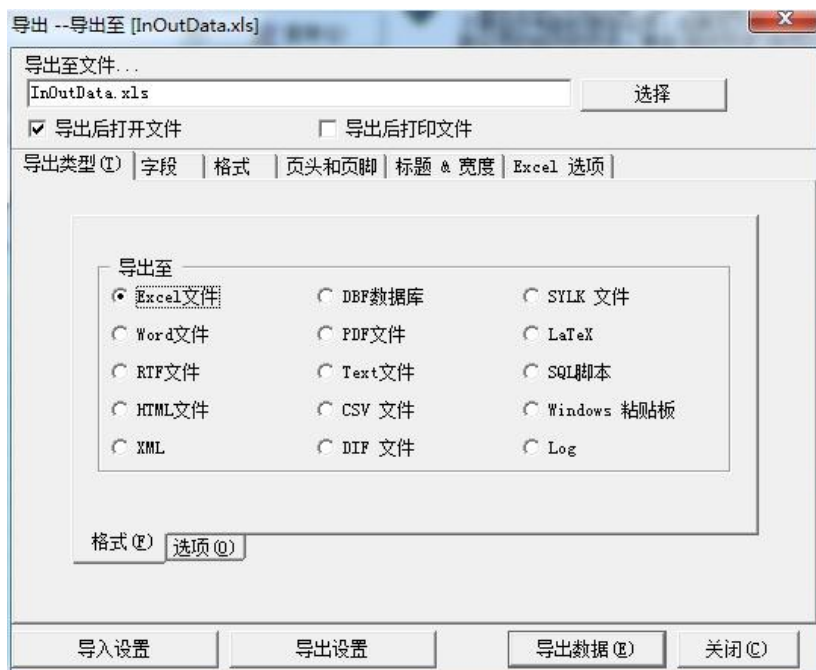 导出 --导出至 [InOutData.xls]
导出至文件...
InOutData.xls
选择
导出后打开文件 导出后打印文件
导出类型(T) 字段 格式 页头和页脚 标题 & 宽度 Excel 选项
导出至
Excel文件 DBF数据库 SYLK 文件
Word文件 PDF文件 LaTeX
RTF文件 Text文件 SQL脚本
HTML文件 CSV 文件 Windows 粘贴板
XML DIF 文件 Log
格式(F) 选项(O)
导入设置 导出设置 导出数据(E) 关闭(C)